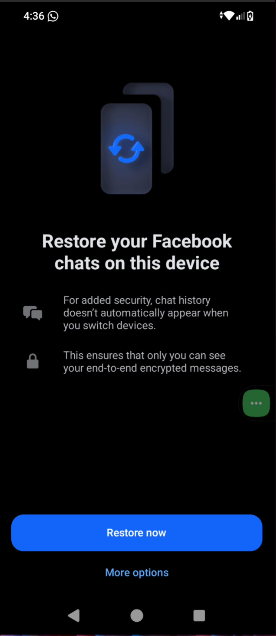 4:36
Restore your Facebook
chats on this device
For added security, chat history
doesn't automatically appear when
you switch devices.
This ensures that only you can see
your end-to-end encrypted messages.
Restore now
More options